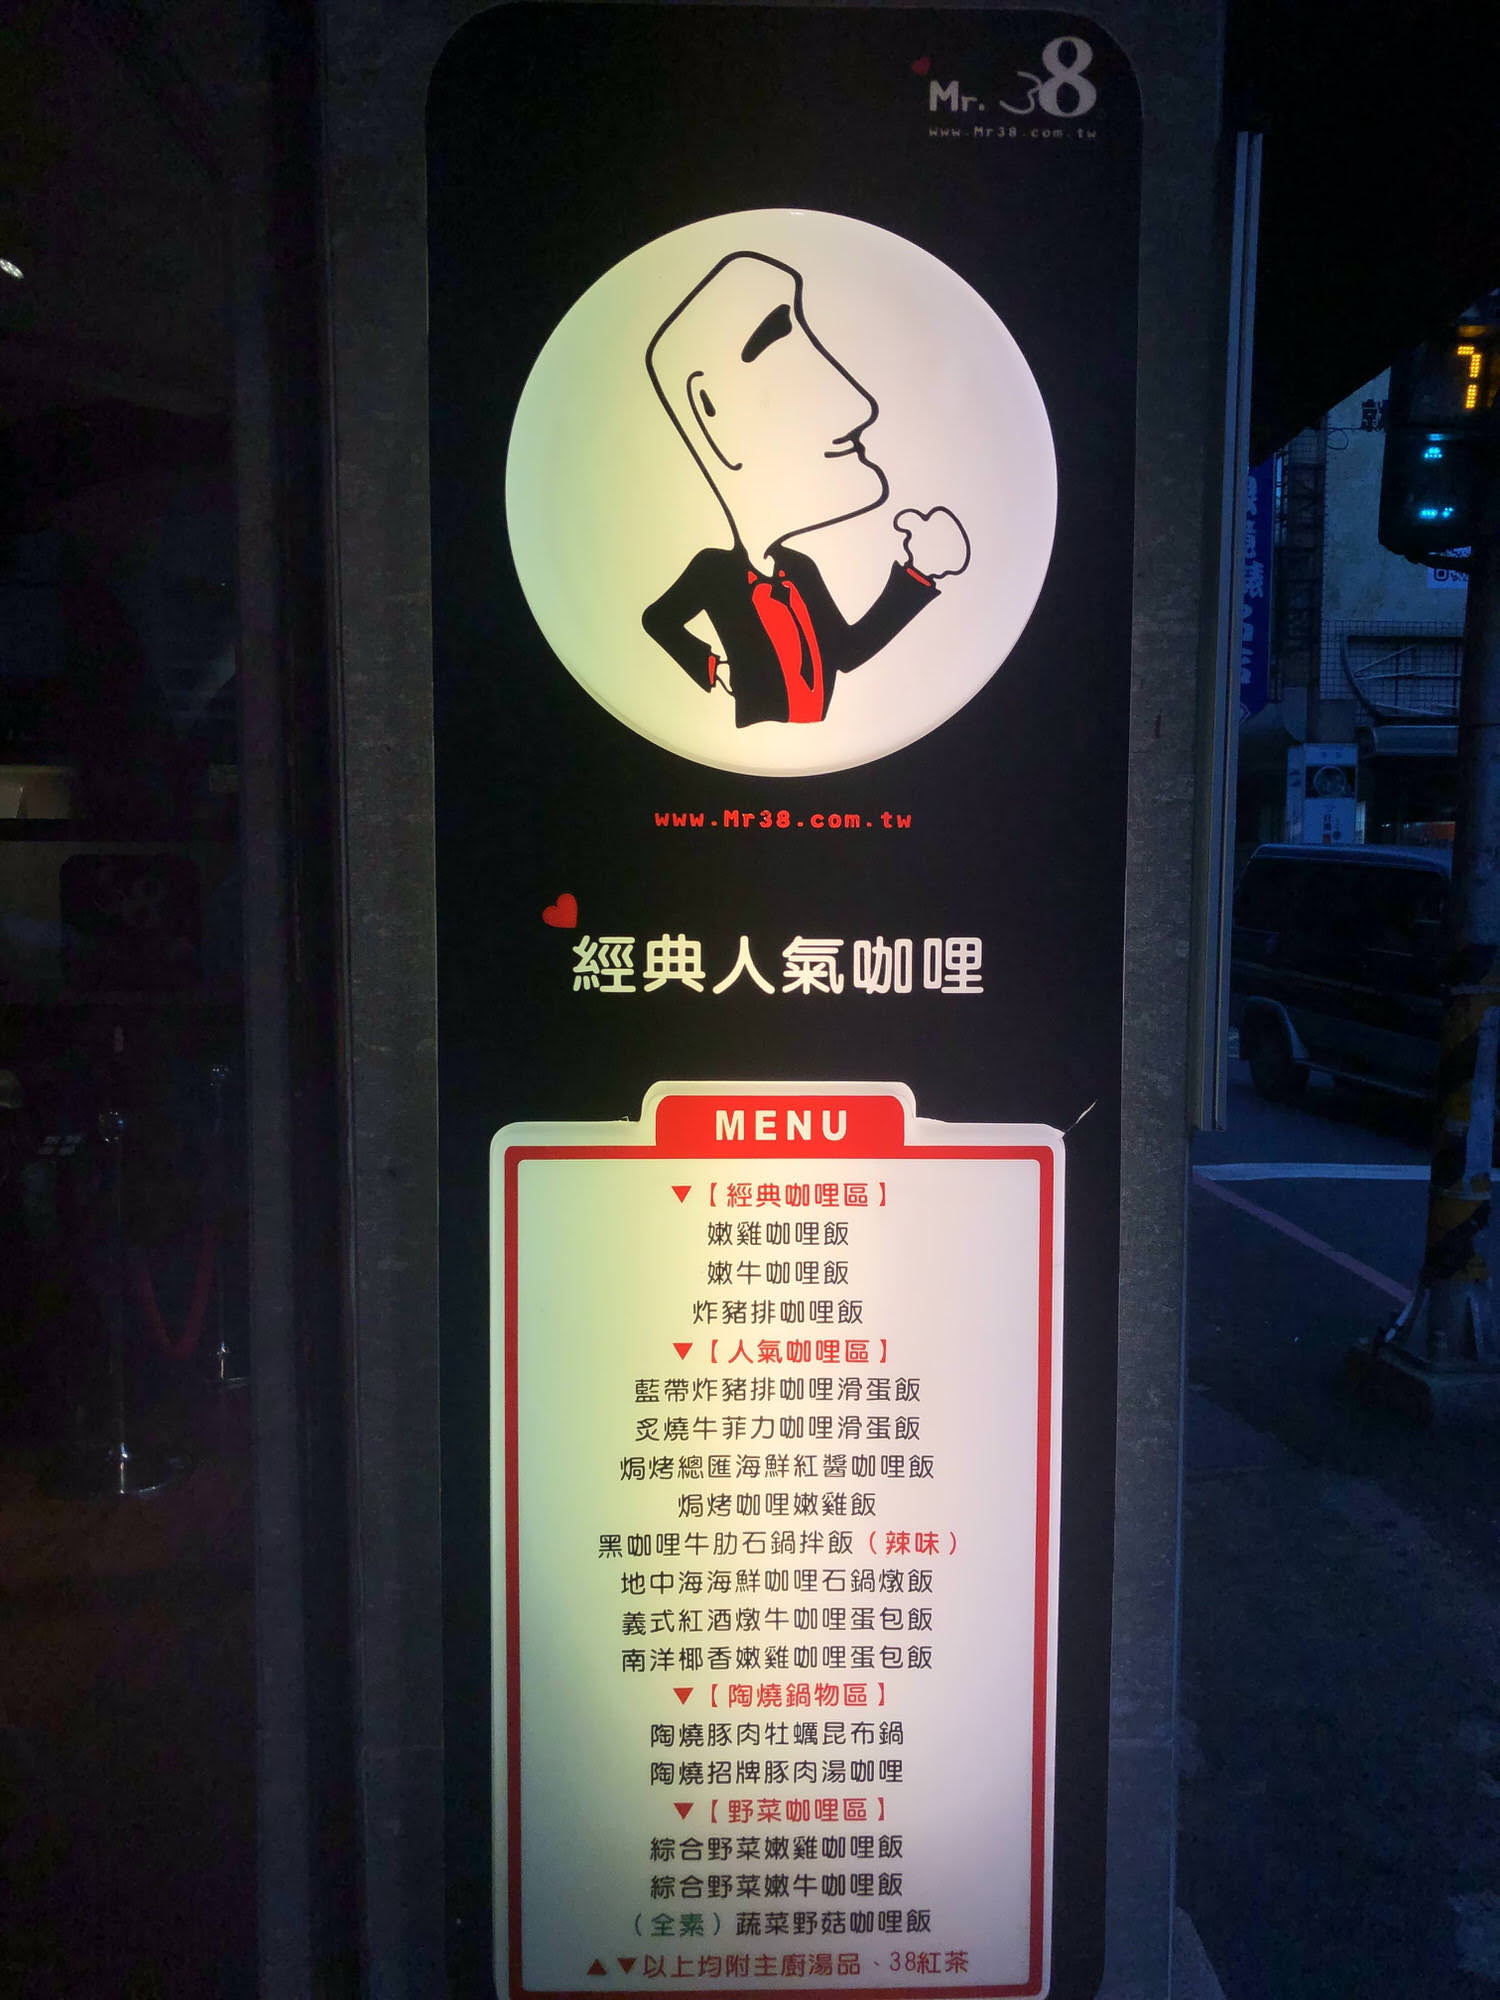 Mr. 38
www.Mr38.com.tw
www.Mr38.com.tw
經典人氣咖哩
MENU
▼【經典咖哩區】
嫩雞咖哩飯
嫩牛咖哩飯
炸豬排咖哩飯
▼【人氣咖哩區】
藍帶炸豬排咖哩滑蛋飯
炙燒牛菲力咖哩滑蛋飯
焗烤總匯海鮮紅醬咖哩飯
焗烤咖哩嫩雞飯
黑咖哩牛肋石鍋拌飯（辣味）
地中海海鮮咖哩石鍋燉飯
義式紅酒燉牛咖哩蛋包飯
南洋椰香嫩雞咖哩蛋包飯
▼【陶燒鍋物區】
陶燒豚肉牡蠣昆布鍋
陶燒招牌豚肉湯咖哩
▼【野菜咖哩區】
綜合野菜嫩雞咖哩飯
綜合野菜嫩牛咖哩飯
（全素）蔬菜野菇咖哩飯
▲▼以上均附主廚湯品、38紅茶